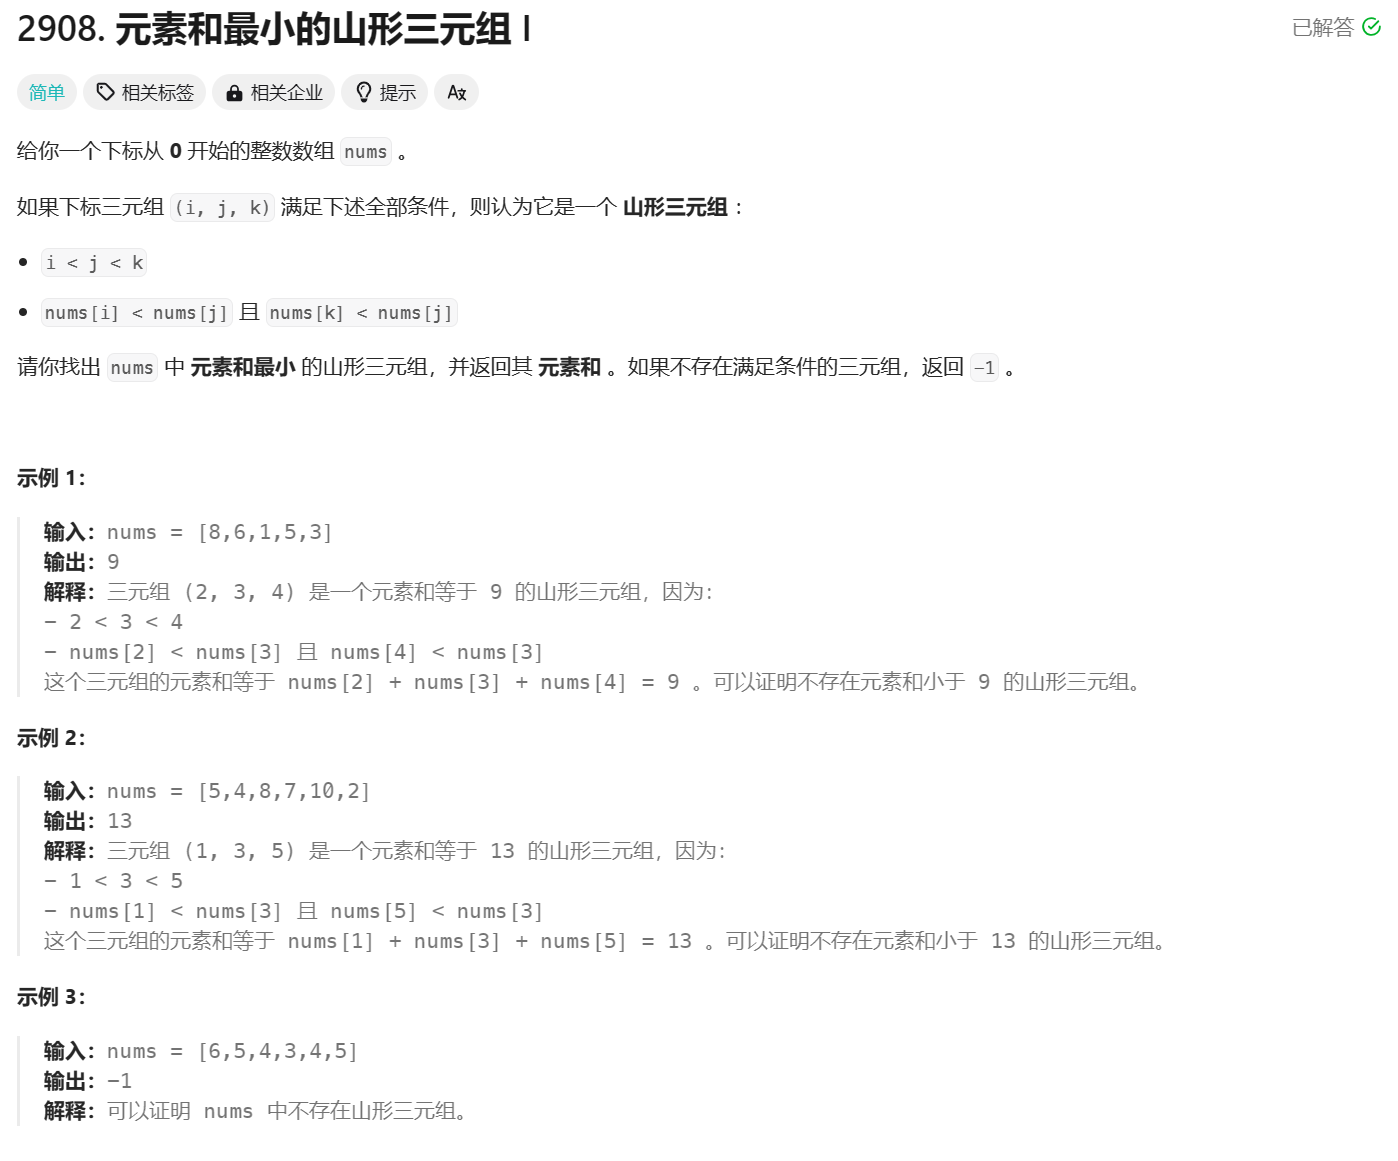 2908. 元素和最小的山形三元组 I
已解答
简单 相关标签 相关企业 提示 A文
给你一个下标从 0 开始的整数数组 nums 。
如果下标三元组 (i, j, k) 满足下述全部条件，则认为它是一个 山形三元组 ：
• i < j < k
• nums[i] < nums[j] 且 nums[k] < nums[j]
请你找出 nums 中 元素和最小 的山形三元组，并返回其 元素和 。如果不存在满足条件的三元组，返回 -1 。
示例 1：
输入：nums = [8,6,1,5,3]
输出：9
解释：三元组 (2, 3, 4) 是一个元素和等于 9 的山形三元组，因为：
- 2 < 3 < 4
- nums[2] < nums[3] 且 nums[4] < nums[3]
这个三元组的元素和等于 nums[2] + nums[3] + nums[4] = 9 。可以证明不存在元素和小于 9 的山形三元组。
示例 2：
输入：nums = [5,4,8,7,10,2]
输出：13
解释：三元组 (1, 3, 5) 是一个元素和等于 13 的山形三元组，因为：
- 1 < 3 < 5
- nums[1] < nums[3] 且 nums[5] < nums[3]
这个三元组的元素和等于 nums[1] + nums[3] + nums[5] = 13 。可以证明不存在元素和小于 13 的山形三元组。
示例 3：
输入：nums = [6,5,4,3,4,5]
输出：-1
解释：可以证明 nums 中不存在山形三元组。